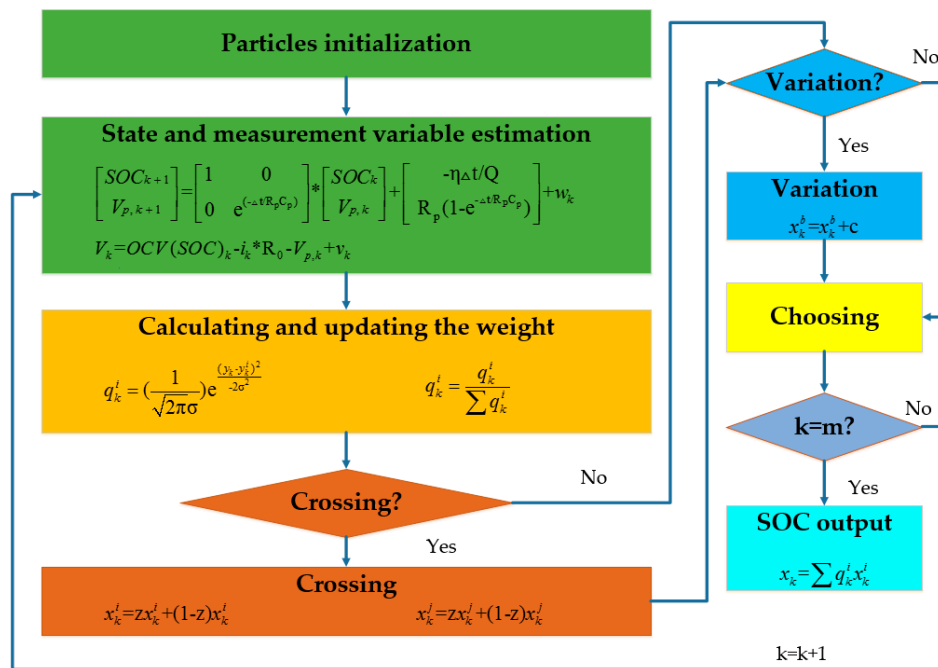 Particles initialization
State and measurement variable estimation
[SOC_{k+1} / V_{p,k+1}]=[1 0 / 0 e^{(-△t/R_pC_p)}]*[SOC_k / V_{p,k}]+[-η△t/Q / R_p(1-e^{-△t/R_pC_p})]+w_k
V_k=OCV(SOC)_k-i_k*R_0-V_{p,k}+v_k
Calculating and updating the weight
q_k^i=(1/√2πσ)e^{(y_k-y_k^i)^2/-2σ^2} q_k^i=q_k^i/∑q_k^i
Crossing?
No
Yes
Crossing
x_k^i=zx_k^i+(1-z)x_k^i x_k^j=zx_k^j+(1-z)x_k^j
Variation?
No
Yes
Variation
x_k^b=x_k^b+c
Choosing
k=m?
No
Yes
SOC output
x_k=∑q_k^i x_k^i
k=k+1